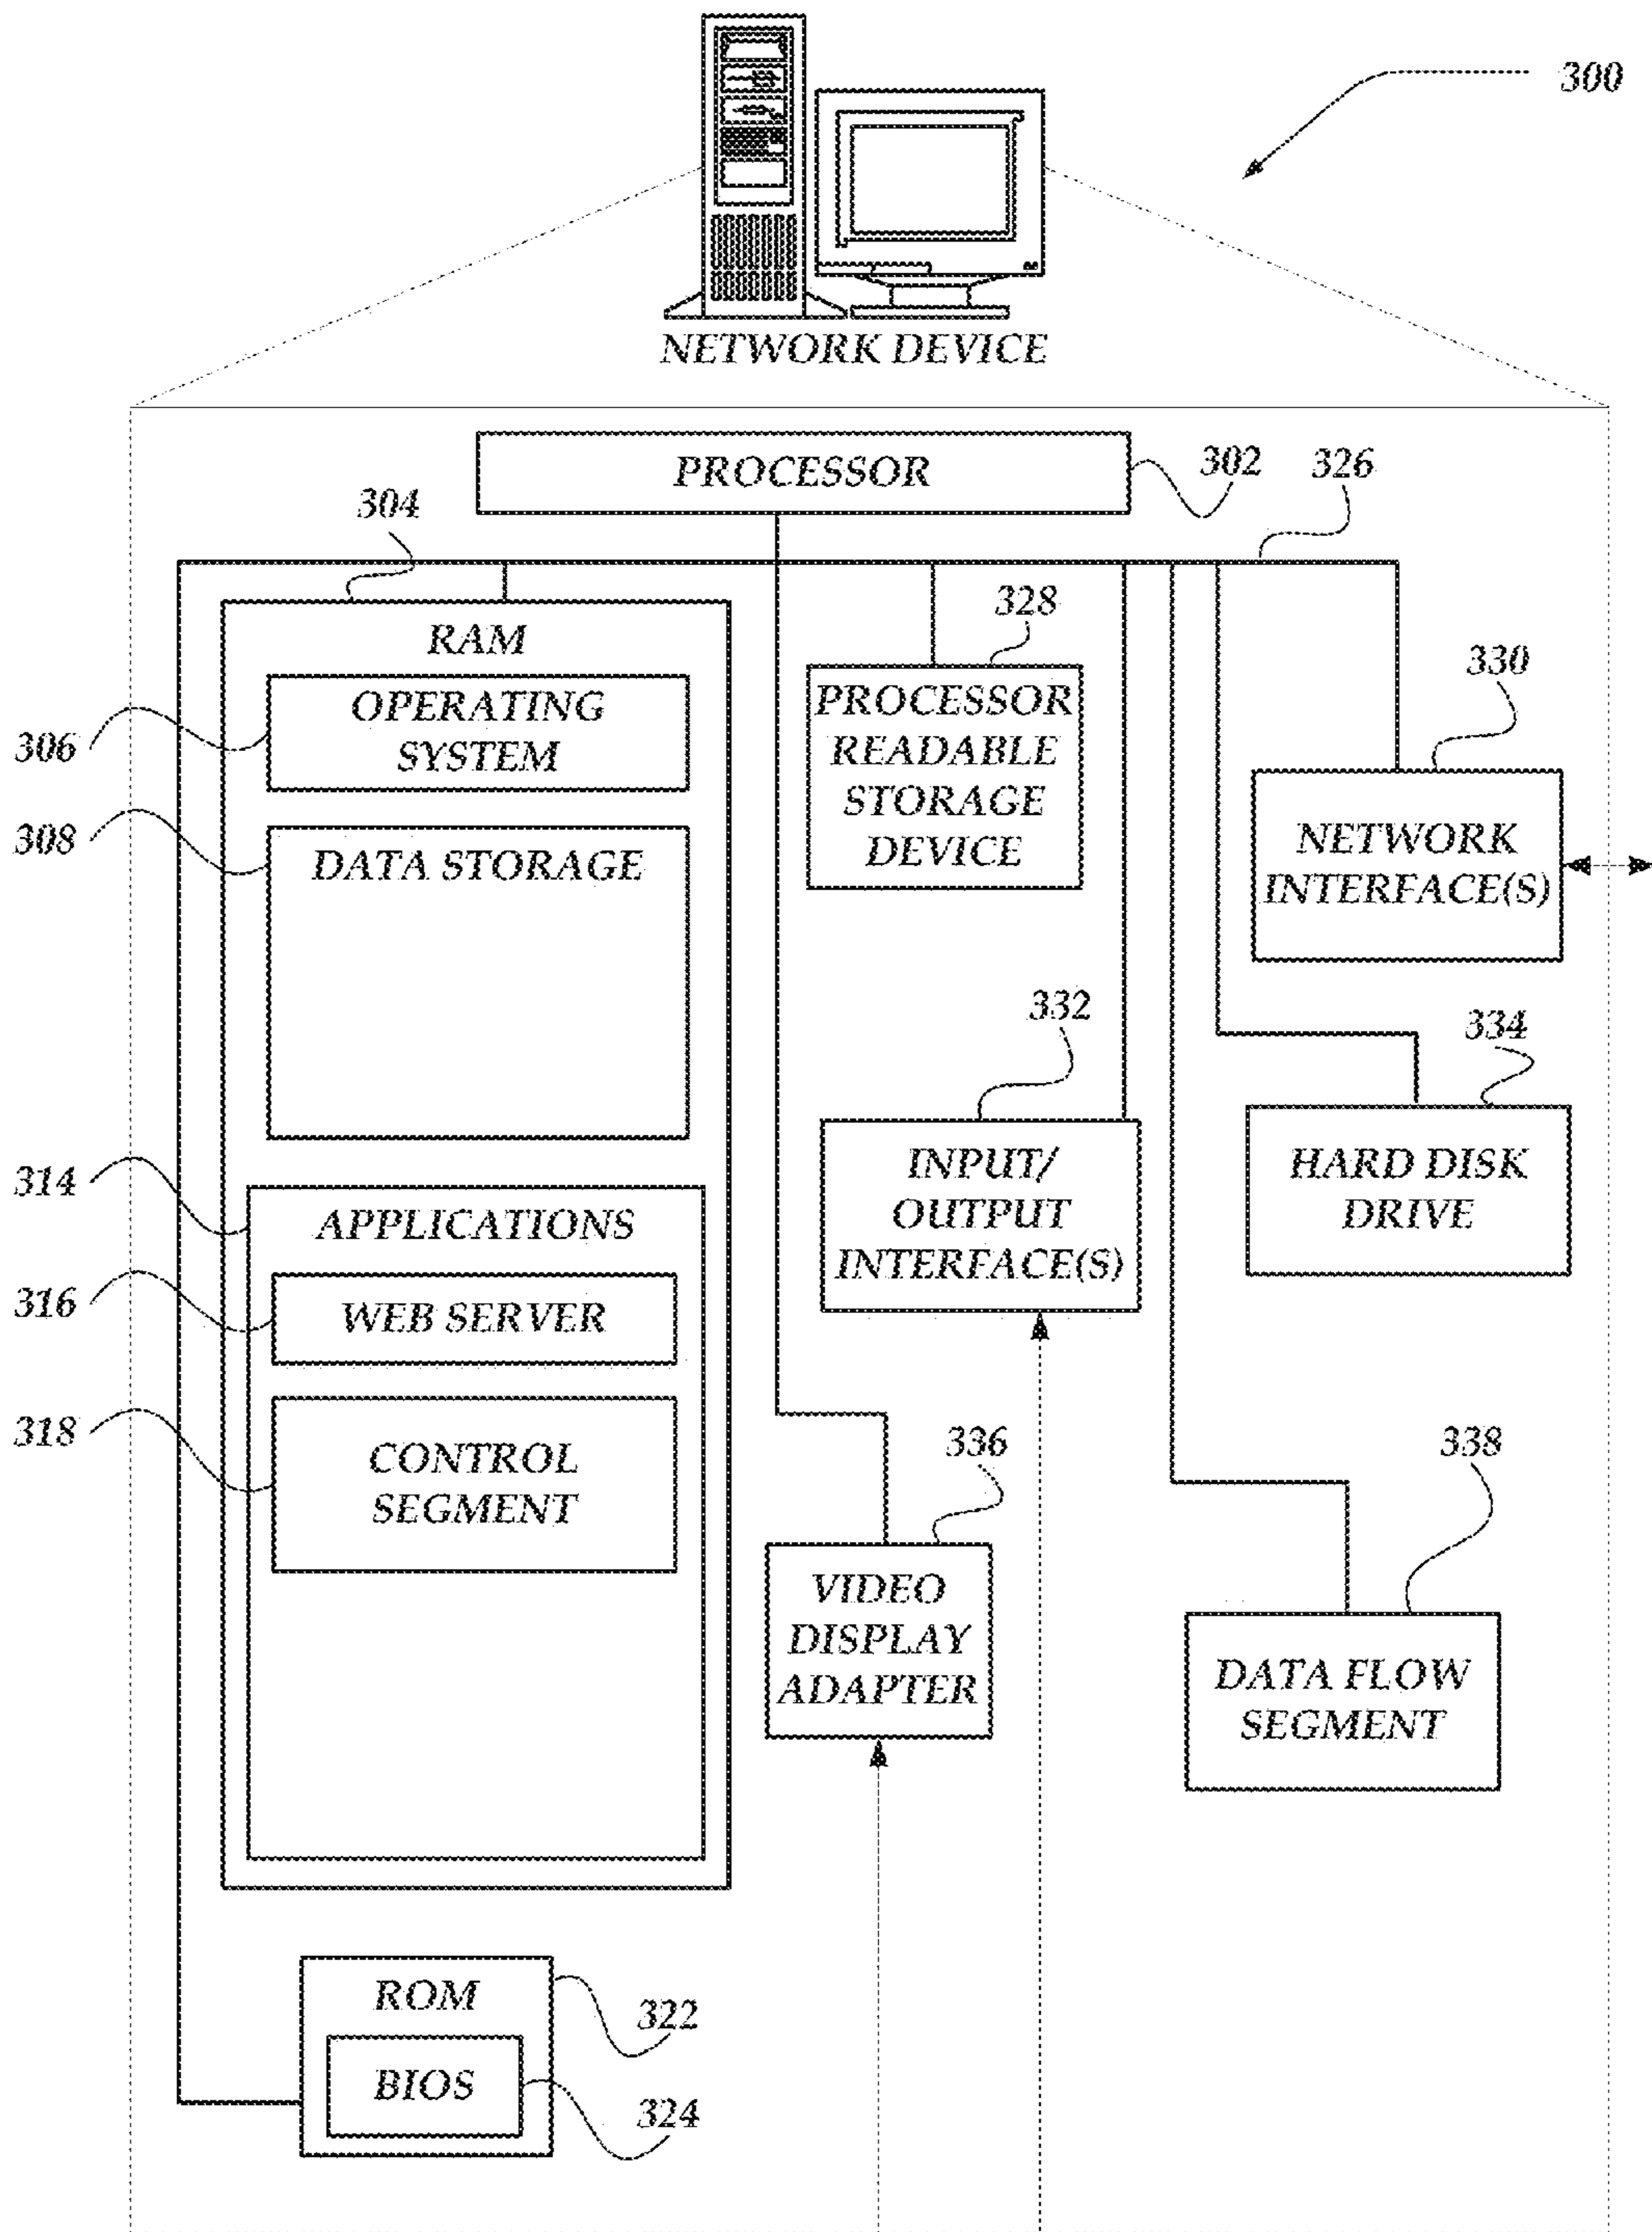 300
NETWORK DEVICE
PROCESSOR
302
326
304
RAM
328
330
OPERATING
SYSTEM
306
PROCESSOR
READABLE
STORAGE
DEVICE
308
DATA STORAGE
NETWORK
INTERFACE(S)
332
334
314
APPLICATIONS
INPUT/
OUTPUT
INTERFACE(S)
HARD DISK
DRIVE
316
WEB SERVER
318
CONTROL
SEGMENT
336
338
VIDEO
DISPLAY
ADAPTER
DATA FLOW
SEGMENT
ROM
322
BIOS
324